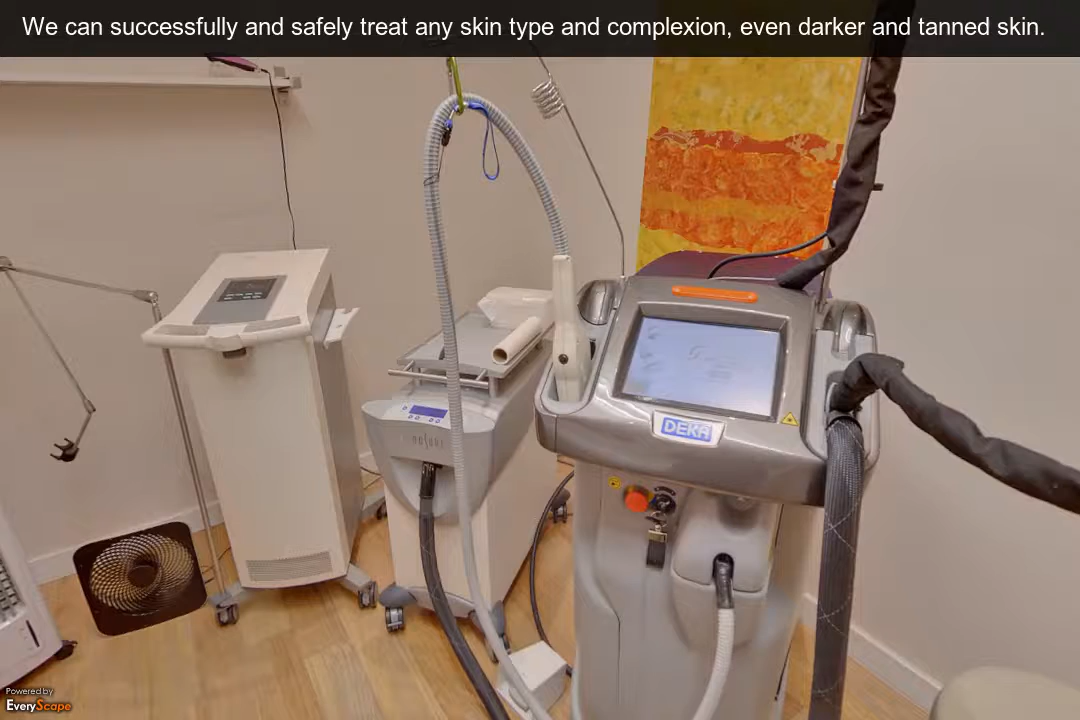 We can successfully and safely treat any skin type and complexion, even darker and tanned skin.
DEKA
Powered by
EveryScape